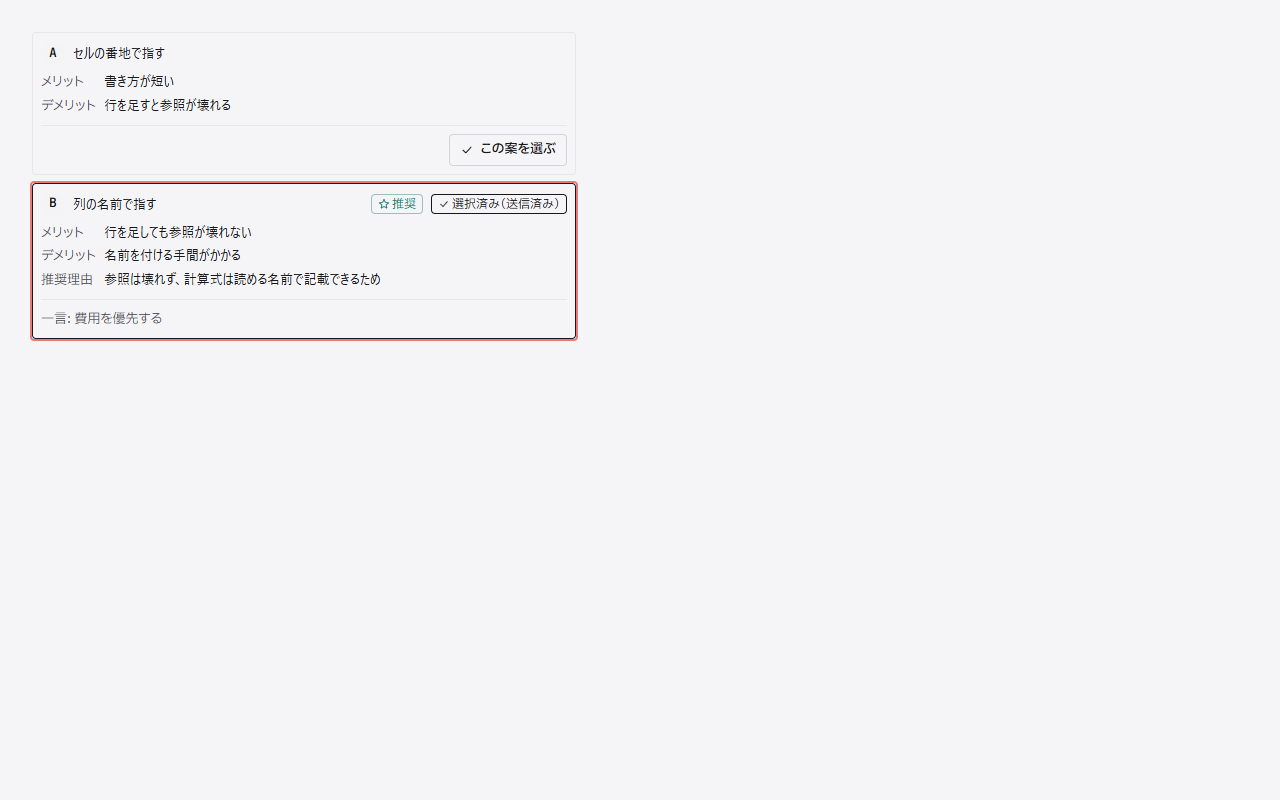 A セルの番地で指す
メリット 書き方が短い
デメリット 行を足すと参照が壊れる
この案を選ぶ
B 列の名前で指す 推奨 選択済み(送信済み)
メリット 行を足しても参照が壊れない
デメリット 名前を付ける手間がかかる
推奨理由 参照は壊れず、計算式は読める名前で記載できるため
一言: 費用を優先する